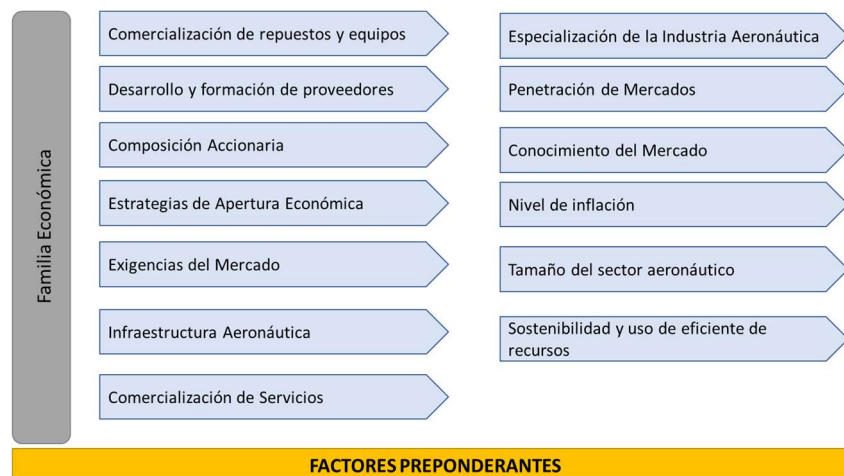 Familia Económica
Comercialización de repuestos y equipos
Desarrollo y formación de proveedores
Composición Accionaria
Estrategias de Apertura Económica
Exigencias del Mercado
Infraestructura Aeronáutica
Comercialización de Servicios
Especialización de la Industria Aeronáutica
Penetración de Mercados
Conocimiento del Mercado
Nivel de inflación
Tamaño del sector aeronáutico
Sostenibilidad y uso de eficiente de
recursos
FACTORES PREPONDERANTES